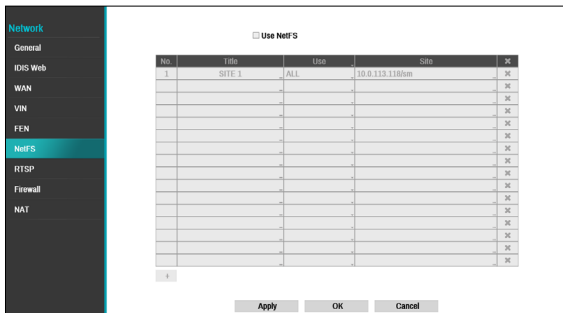 Network
General
IDIS Web
WAN
VIN
FEN
NetFS
RTSP
Firewall
NAT
Use NetFS
No. Title Use Site
1 SITE 1 ALL 10.0.113.118/sm
+
Apply OK Cancel